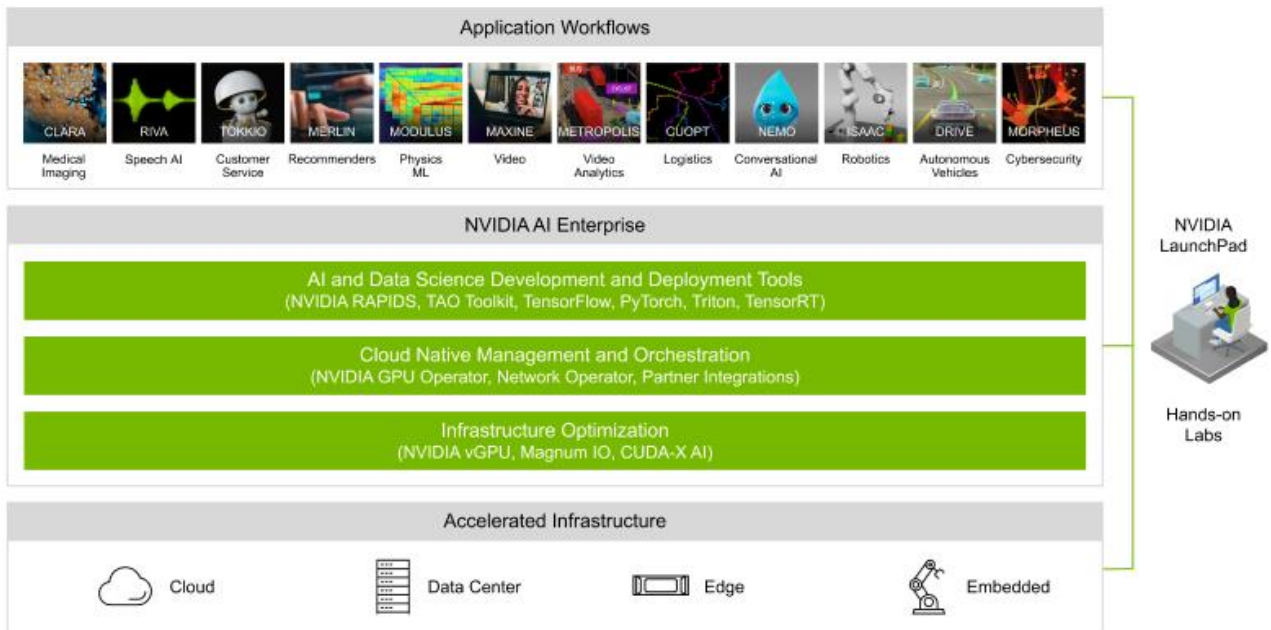 Application Workflows
CLARA
RIVA
TOKKIO
MERLIN
MODULUS
MAXINE
METROPOLIS
CUOPT
NEMO
ISAAC
DRIVE
MORPHEUS
Medical
Imaging
Speech AI
Customer
Service
Recommenders
Physics
ML
Video
Video
Analytics
Logistics
Conversational
AI
Robotics
Autonomous
Vehicles
Cybersecurity
NVIDIA AI Enterprise
AI and Data Science Development and Deployment Tools
(NVIDIA RAPIDS, TAO Toolkit, TensorFlow, PyTorch, Triton, TensorRT)
Cloud Native Management and Orchestration
(NVIDIA GPU Operator, Network Operator, Partner Integrations)
Infrastructure Optimization
(NVIDIA vGPU, Magnum IO, CUDA-X AI)
Accelerated Infrastructure
Cloud
Data Center
Edge
Embedded
NVIDIA
LaunchPad
Hands-on
Labs